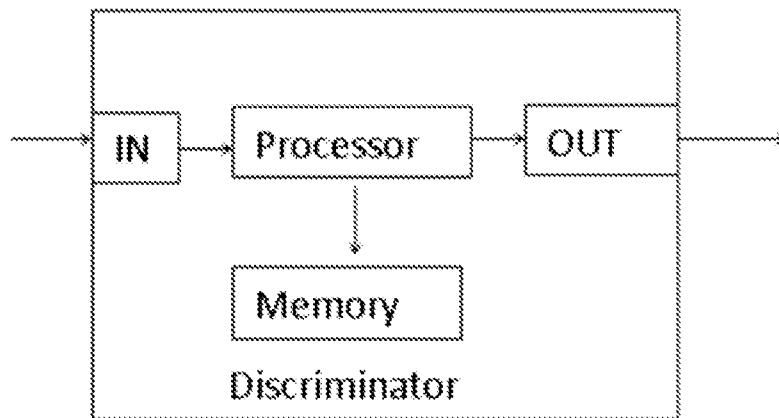 IN
Processor
OUT
Memory
Discriminator